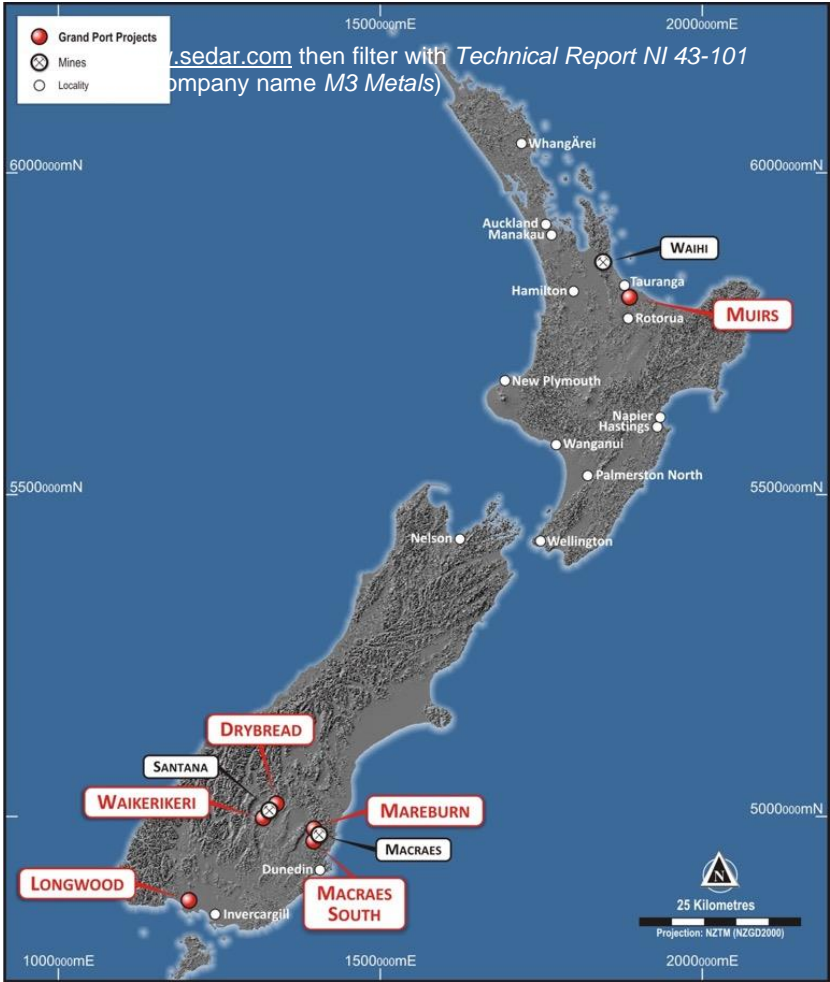 1500000mE 2000000mE
Grand Port Projects
Mines
Locality
.sedar.com then filter with Technical Report NI 43-101
ompany name M3 Metals)
WhangÄrei
6000000mN 6000000mN
Auckland
Manakau
WAIHI
Tauranga
Hamilton
MUIRS
Rotorua
New Plymouth
Napier
Hastings
Wanganui
Palmerston North
5500000mN 5500000mN
Nelson
Wellington
DRYBREAD
SANTANA
WAIKERIKERI
MAREBURN
5000000mN
MACRAES
Dunedin
LONGWOOD
MACRAES
SOUTH
Invercargill
N
25 Kilometres
Projection: NZTM (NZGD2000)
1000000mE 1500000mE 2000000mE